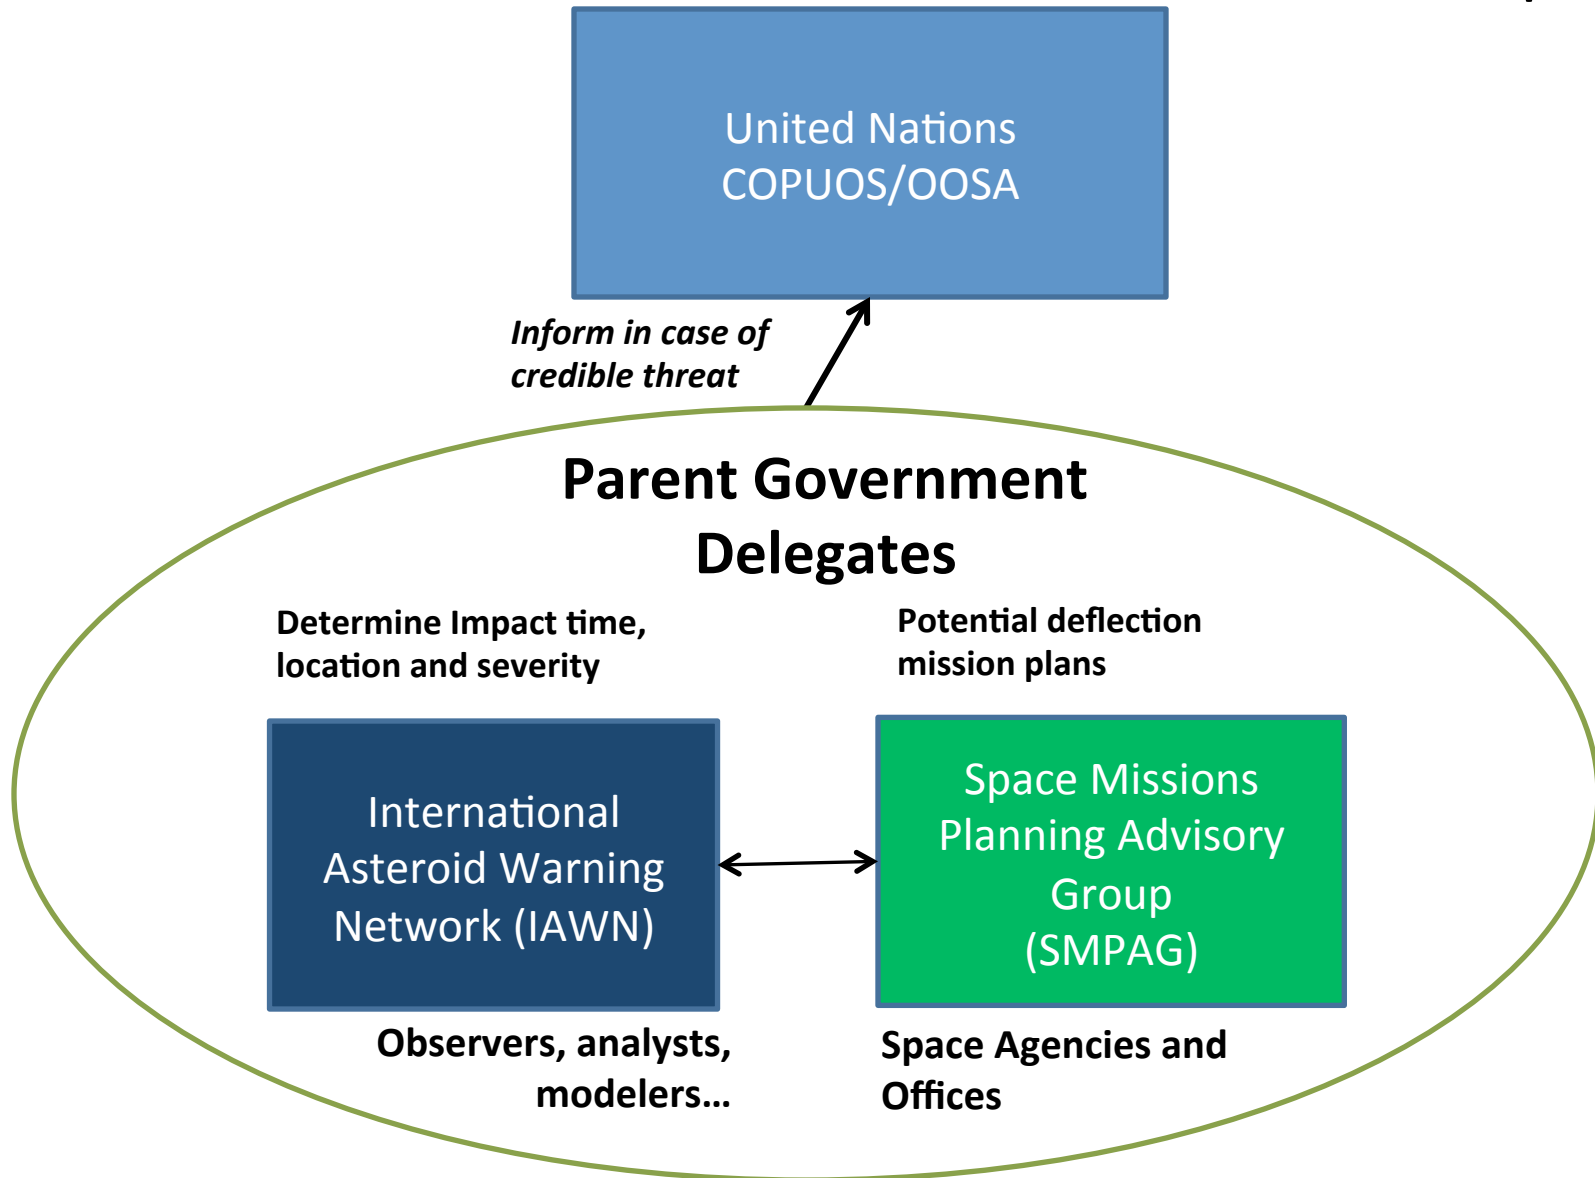 United Nations
COPUOS/OOSA
Inform in case of
credible threat
Parent Government
Delegates
Determine Impact time,
location and severity
Potential deflection
mission plans
International
Asteroid Warning
Network (IAWN)
Space Missions
Planning Advisory
Group
(SMPAG)
Observers, analysts,
modelers…
Space Agencies and
Offices